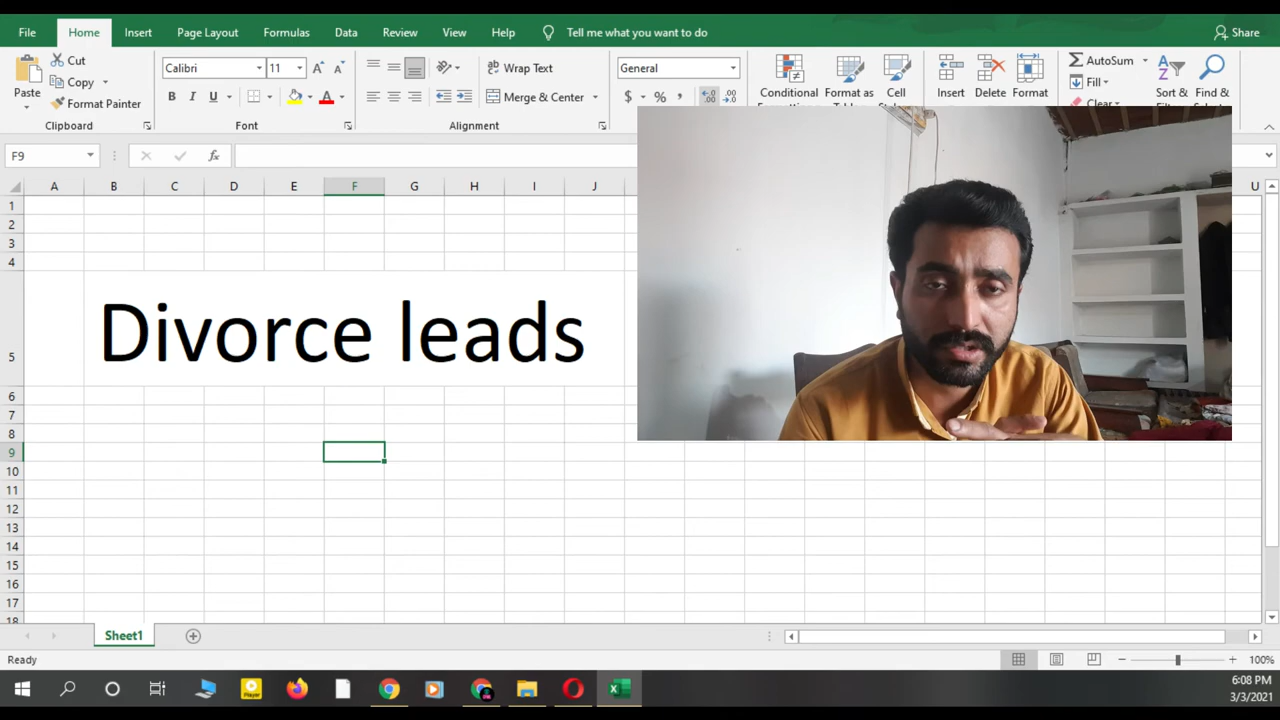 File Home Insert Page Layout Formulas Data Review View Help Tell me what you want to do Share
Cut
Copy
Format Painter
Paste
Clipboard
Calibri 11
B I U
Font
Wrap Text
Merge & Center
Alignment
General
$ % ,
Conditional
Format as
Cell
Insert Delete Format
AutoSum
Fill
Clear
Sort &
Find &
F9 fx
A B C D E F G H I J U
1
2
3
4
5 Divorce leads
6
7
8
9
10
11
12
13
14
15
16
17
18
Sheet1
Ready 100%
6:08 PM
3/3/2021